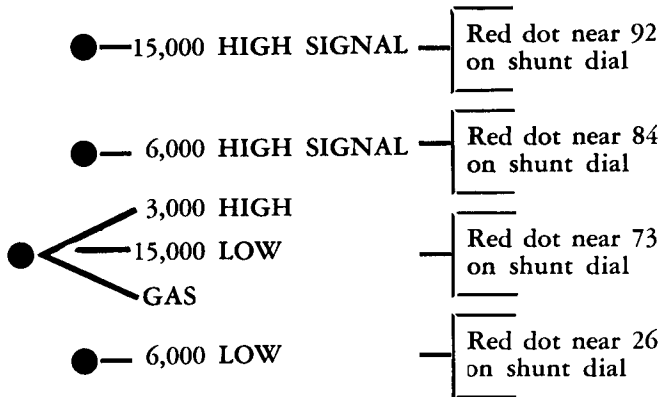 15,000 HIGH SIGNAL
Red dot near 92
on shunt dial
6,000 HIGH SIGNAL
Red dot near 84
on shunt dial
3,000 HIGH
15,000 LOW
GAS
Red dot near 73
on shunt dial
6,000 LOW
Red dot near 26
on shunt dial